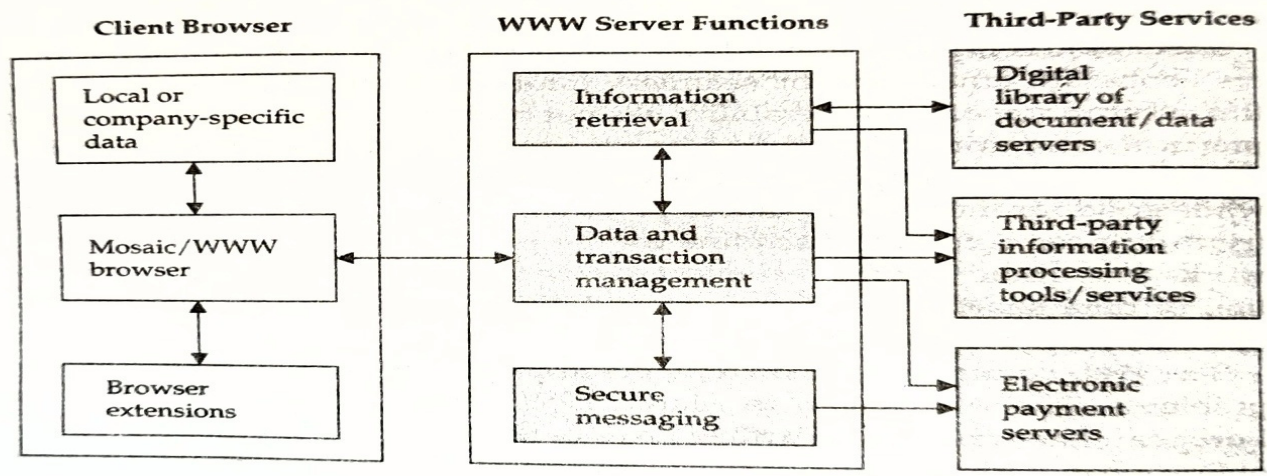 Client Browser
WWW Server Functions
Third-Party Services
Local or
company-specific
data
Mosaic/WWW
browser
Browser
extensions
Information
retrieval
Data and
transaction
management
Secure
messaging
Digital
library of
document/data
servers
Third-party
information
processing
tools/services
Electronic
payment
servers